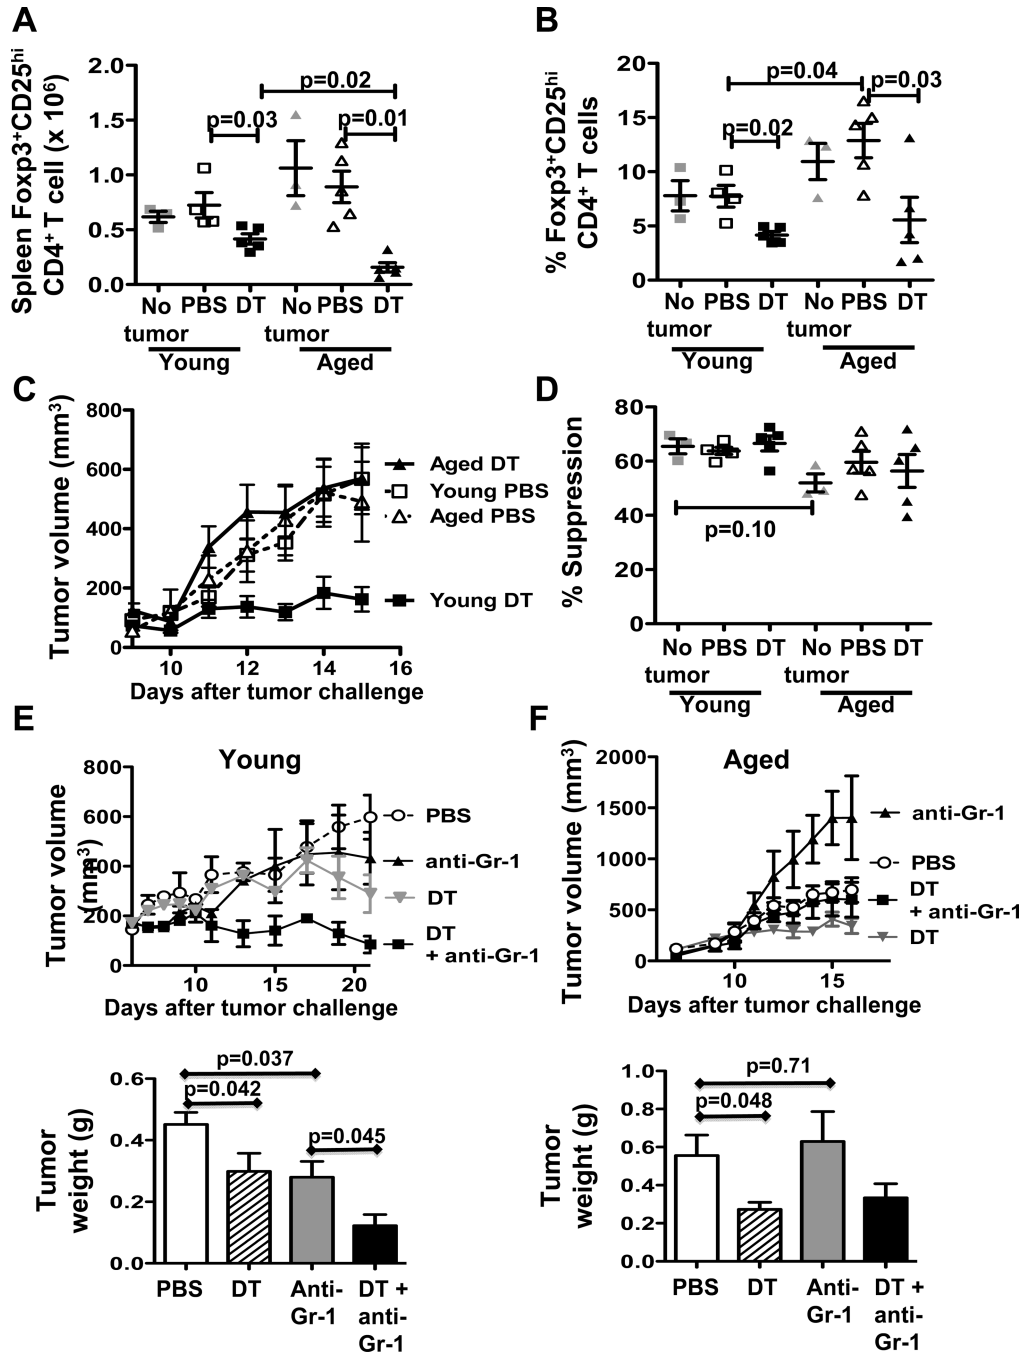 A
Spleen Foxp3⁺CD25ʰⁱ
CD4⁺ T cell (x 10⁶)
2.0
1.5
1.0
0.5
0.0
p=0.02
p=0.03
p=0.01
No PBS DT No PBS DT
tumor tumor
Young Aged
B
% Foxp3⁺CD25ʰⁱ
CD4⁺ T cells
20
15
10
5
0
p=0.04
p=0.03
p=0.02
No PBS DT No PBS DT
tumor tumor
Young Aged
C
Tumor volume (mm³)
800
600
400
200
0
10 12 14 16
Days after tumor challenge
Aged DT
Young PBS
Aged PBS
Young DT
D
% Suppression
80
60
40
20
0
p=0.10
No PBS DT No PBS DT
tumor tumor
Young Aged
E
Young
Tumor volume
(mm³)
800
600
400
200
0
10 15 20
Days after tumor challenge
PBS
anti-Gr-1
DT
DT
+ anti-Gr-1
Tumor
weight (g)
0.6
0.4
0.2
0.0
p=0.037
p=0.042
p=0.045
PBS DT Anti- DT +
Gr-1 anti-
Gr-1
F
Aged
Tumor volume (mm³)
2000
1500
1000
500
0
10 15
Days after tumor challenge
anti-Gr-1
PBS
DT
+ anti-Gr-1
DT
Tumor
weight (g)
1.0
0.8
0.6
0.4
0.2
0.0
p=0.71
p=0.048
PBS DT Anti- DT +
Gr-1 anti-
Gr-1